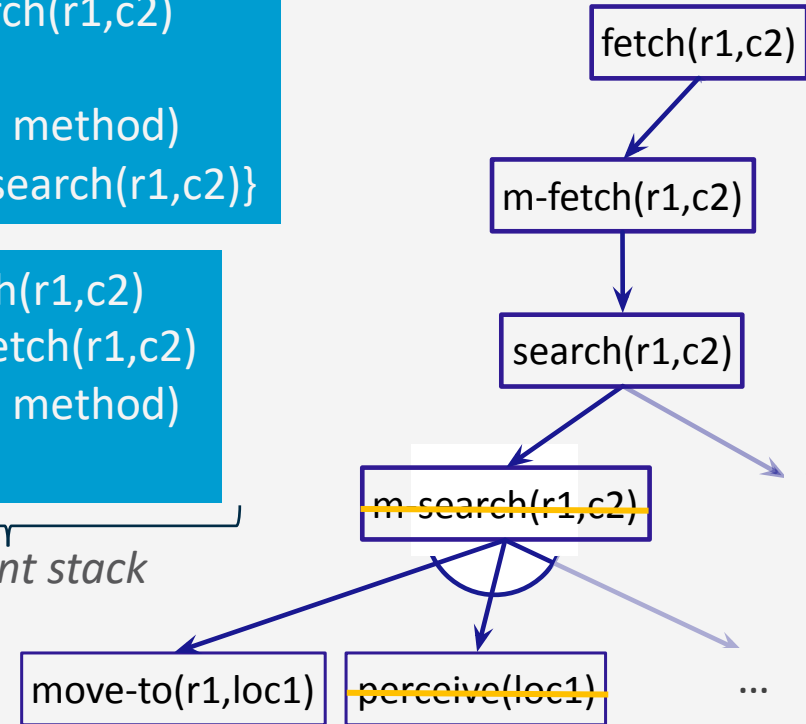 rch(r1,c2)
method)
search(r1,c2)}
h(r1,c2)
etch(r1,c2)
method)
nt stack
fetch(r1,c2)
m-fetch(r1,c2)
search(r1,c2)
m-search(r1,c2)
move-to(r1,loc1)
perceive(loc1)
...